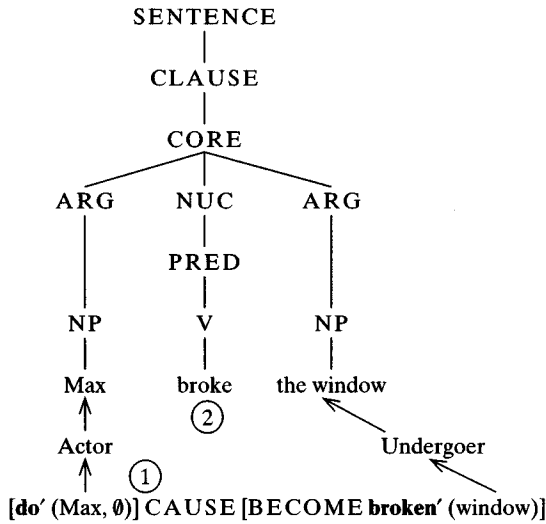 SENTENCE
CLAUSE
CORE
ARG NUC ARG
PRED
NP V NP
Max broke the window
2
Actor Undergoer
1
[do′ (Max, ∅)] CAUSE [BECOME broken′ (window)]